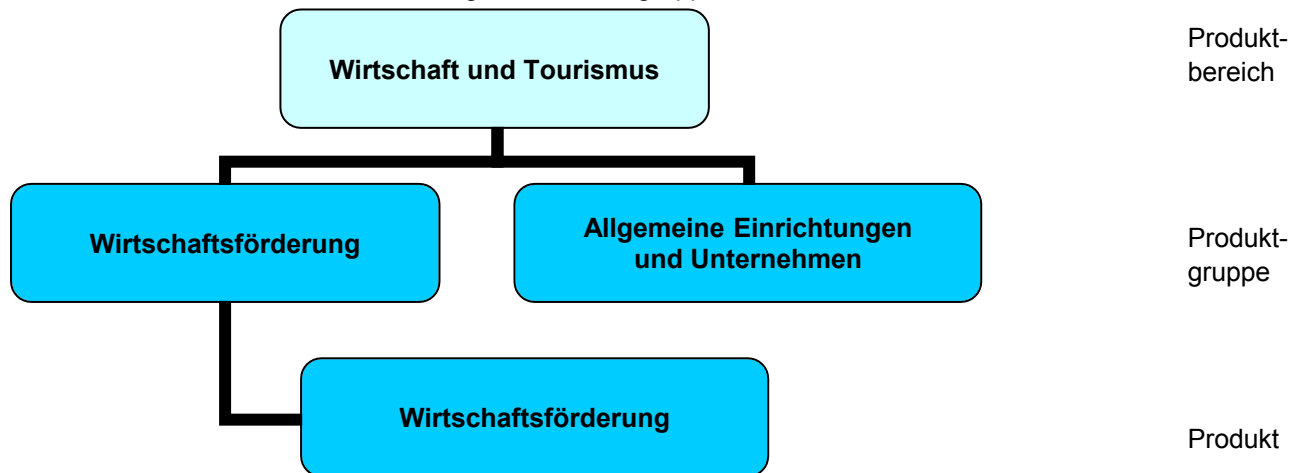 Wirtschaft und Tourismus
Produkt-
bereich
Wirtschaftsförderung
Allgemeine Einrichtungen
und Unternehmen
Produkt-
gruppe
Wirtschaftsförderung
Produkt